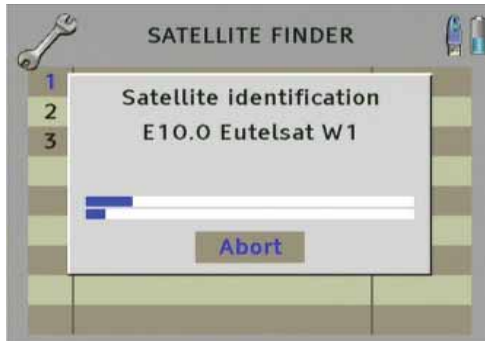 SATELLITE FINDER
1
2
3
Satellite identification
E10.0 Eutelsat W1
Abort